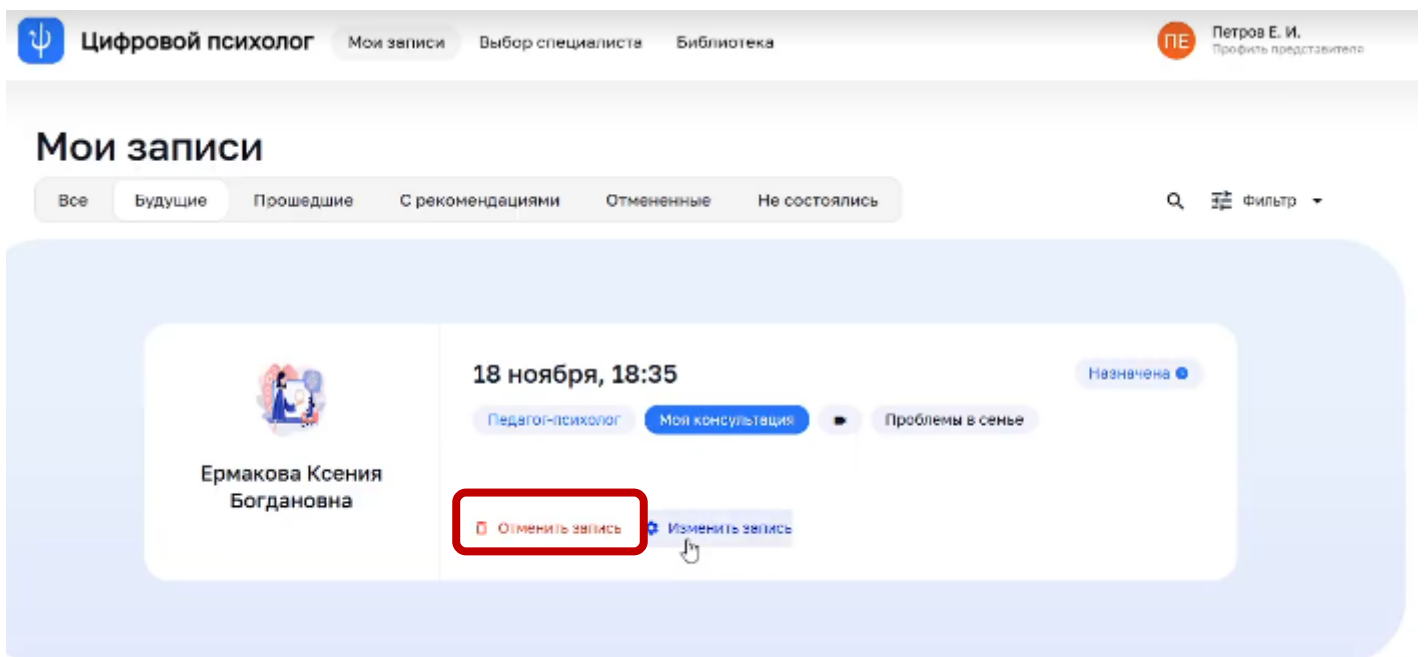 Цифровой психолог Мои записи Выбор специалиста Библиотека
ПЕ Петров Е. И.
Профиль представителя
Мои записи
Все Будущие Прошедшие С рекомендациями Отмененные Не состоялись Фильтр
18 ноября, 18:35 Назначена
Педагог-психолог Моя консультация Проблемы в семье
Ермакова Ксения
Богдановна
Отменить запись Изменить запись